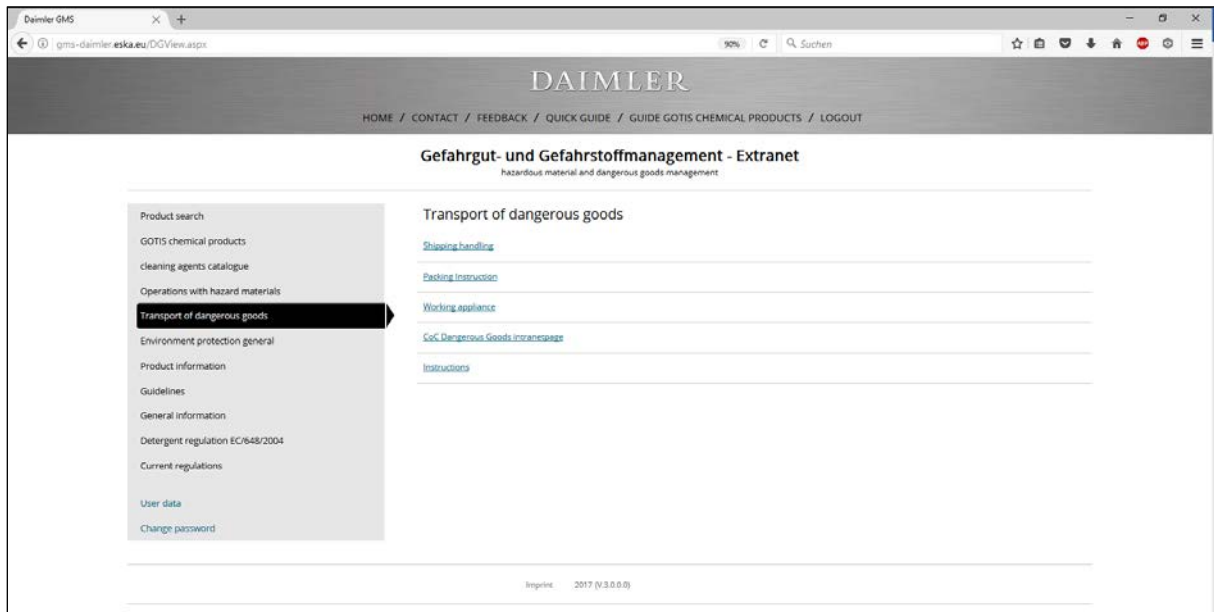 Daimler GMS
gms-daimler.eska.eu/DGView.aspx
90%
Suchen
ABP
DAIMLER
HOME / CONTACT / FEEDBACK / QUICK GUIDE / GUIDE GOTIS CHEMICAL PRODUCTS / LOGOUT
Gefahrgut- und Gefahrstoffmanagement - Extranet
hazardous material and dangerous goods management
Product search
GOTIS chemical products
cleaning agents catalogue
Operations with hazard materials
Transport of dangerous goods
Environment protection general
Product information
Guidelines
General information
Detergent regulation EC/648/2004
Current regulations
User data
Change password
Transport of dangerous goods
Shipping handling
Packing Instruction
Working appliance
CoC Dangerous Goods intranetpage
Instructions
Imprint 2017 (V.3.0.0.0)